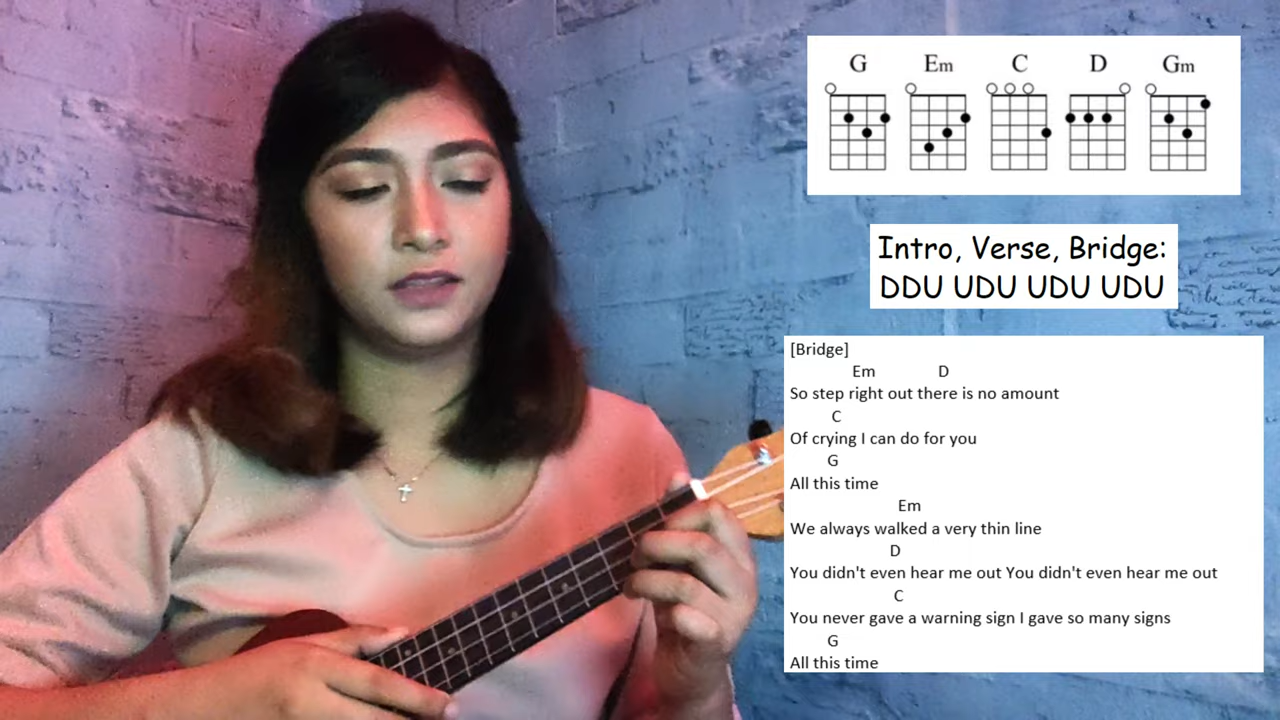 G Em C D Gm
Intro, Verse, Bridge:
DDU UDU UDU UDU
[Bridge]
Em D
So step right out there is no amount
C
Of crying I can do for you
G
All this time
Em
We always walked a very thin line
D
You didn't even hear me out You didn't even hear me out
C
You never gave a warning sign I gave so many signs
G
All this time